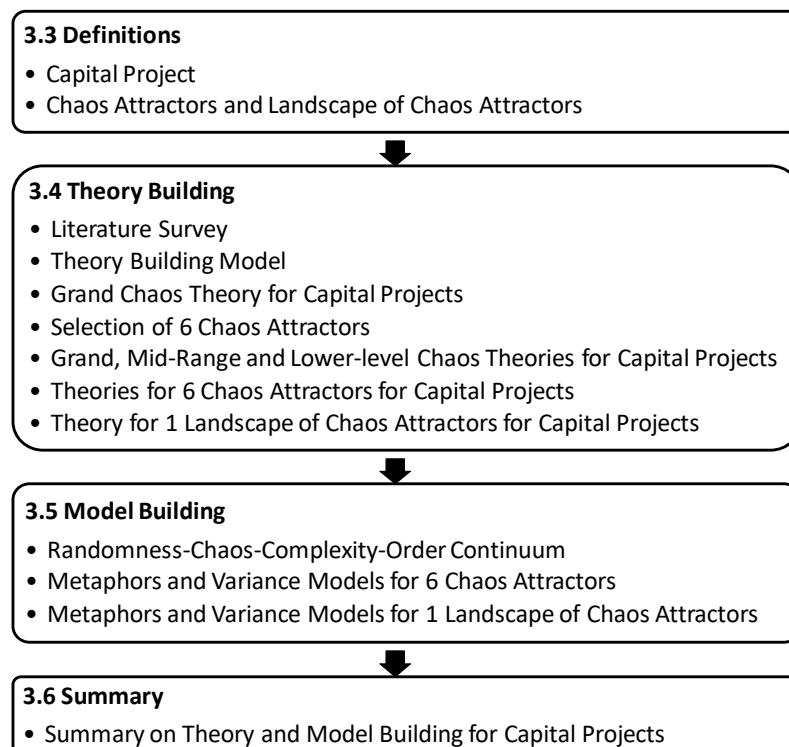 3.3 Definitions
• Capital Project
• Chaos Attractors and Landscape of Chaos Attractors
3.4 Theory Building
• Literature Survey
• Theory Building Model
• Grand Chaos Theory for Capital Projects
• Selection of 6 Chaos Attractors
• Grand, Mid-Range and Lower-level Chaos Theories for Capital Projects
• Theories for 6 Chaos Attractors for Capital Projects
• Theory for 1 Landscape of Chaos Attractors for Capital Projects
3.5 Model Building
• Randomness-Chaos-Complexity-Order Continuum
• Metaphors and Variance Models for 6 Chaos Attractors
• Metaphors and Variance Models for 1 Landscape of Chaos Attractors
3.6 Summary
• Summary on Theory and Model Building for Capital Projects